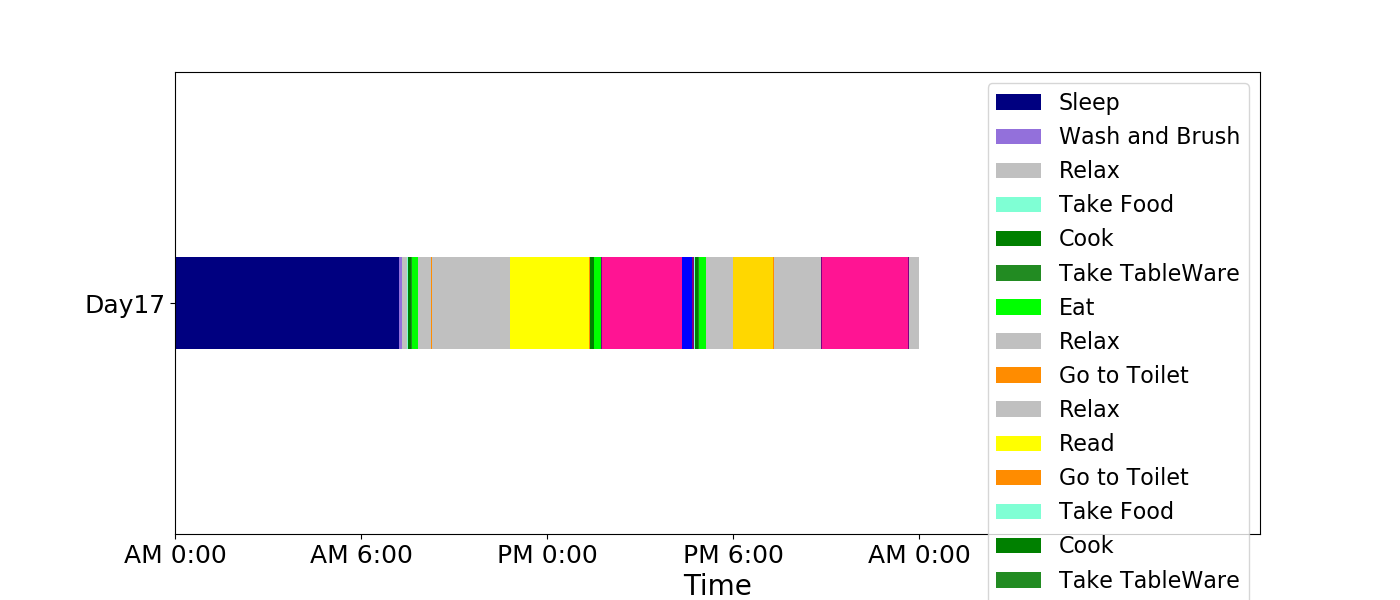 Sleep
Wash and Brush
Relax
Take Food
Cook
Take TableWare
Eat
Relax
Go to Toilet
Relax
Read
Go to Toilet
Take Food
Cook
Take TableWare
Day17
AM 0:00 AM 6:00 PM 0:00 PM 6:00 AM 0:00
Time